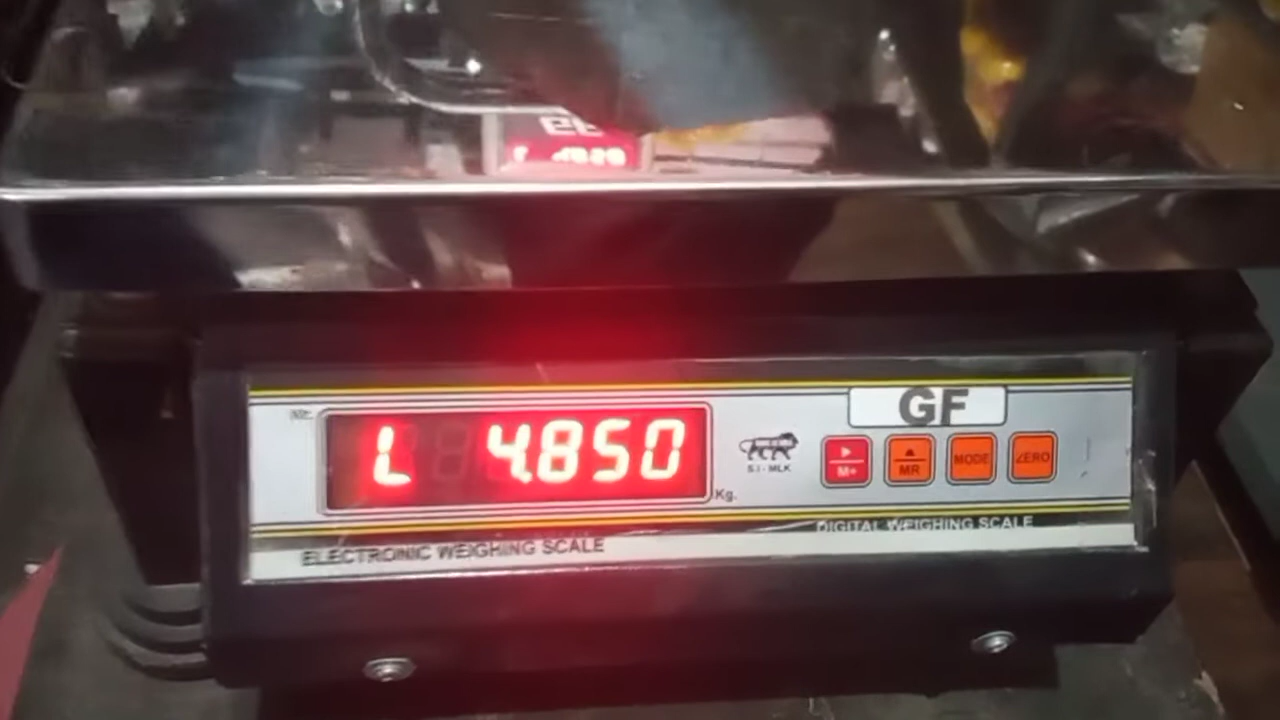 GF
L 4.850
Kg.
S.I - MLK
M+
MR
MODE
ZERO
DIGITAL WEIGHING SCALE
ELECTRONIC WEIGHING SCALE